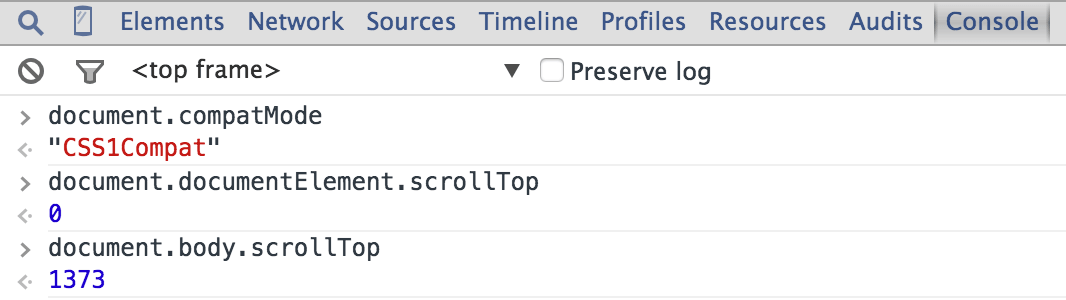 Elements Network Sources Timeline Profiles Resources Audits Console
<top frame> ▼ Preserve log
> document.compatMode
<· "CSS1Compat"
> document.documentElement.scrollTop
<· 0
> document.body.scrollTop
<· 1373